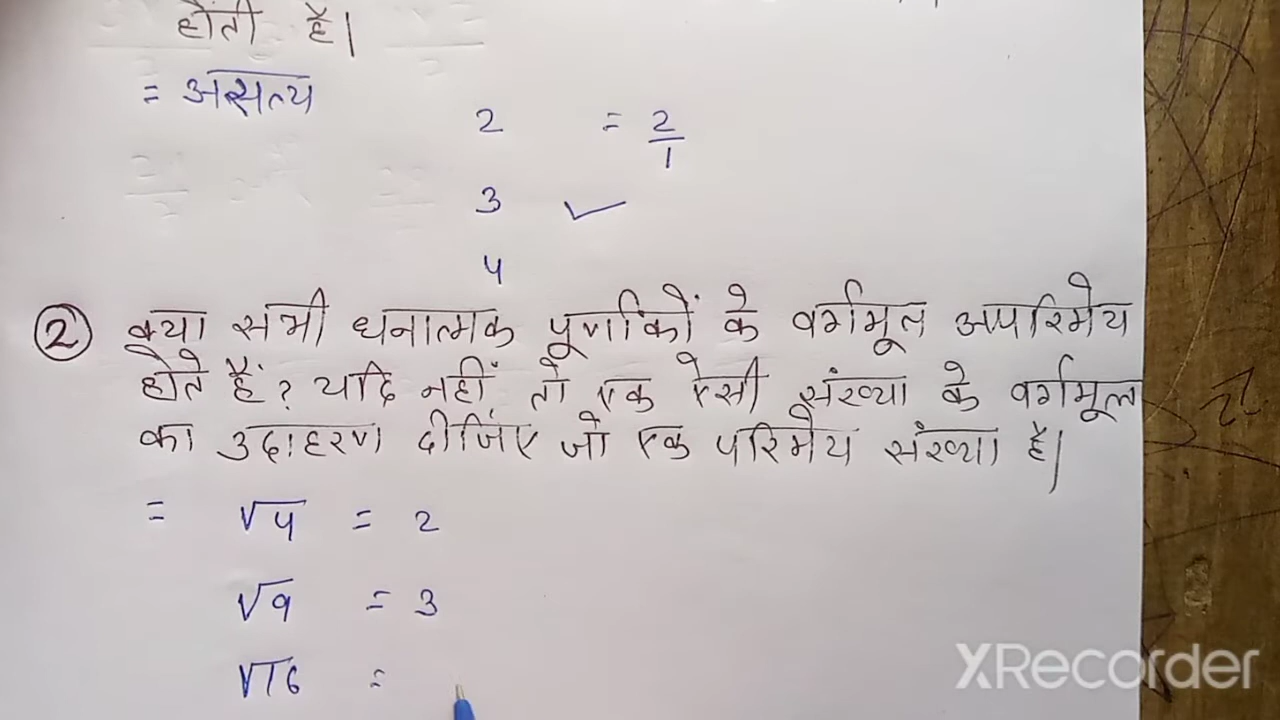 होती है।
= असत्य
2 = 2/1
3 ✓
4
② क्या सभी धनात्मक पूर्णांकों के वर्गमूल अपरिमेय
होते हैं? यदि नहीं, तो एक ऐसी संख्या के वर्गमूल
का उदाहरण दीजिए जो एक परिमेय संख्या है।
= √4 = 2
√9 = 3
√16 =
XRecorder